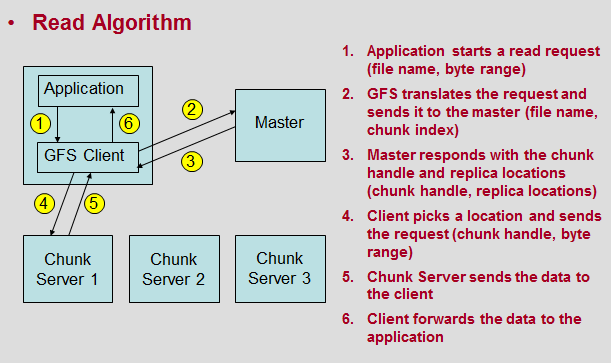 • Read Algorithm
Application
1
6
GFS Client
2
3
Master
4
5
Chunk
Server 1
Chunk
Server 2
Chunk
Server 3
1. Application starts a read request
(file name, byte range)
2. GFS translates the request and
sends it to the master (file name,
chunk index)
3. Master responds with the chunk
handle and replica locations
(chunk handle, replica locations)
4. Client picks a location and sends
the request (chunk handle, byte
range)
5. Chunk Server sends the data to
the client
6. Client forwards the data to the
application